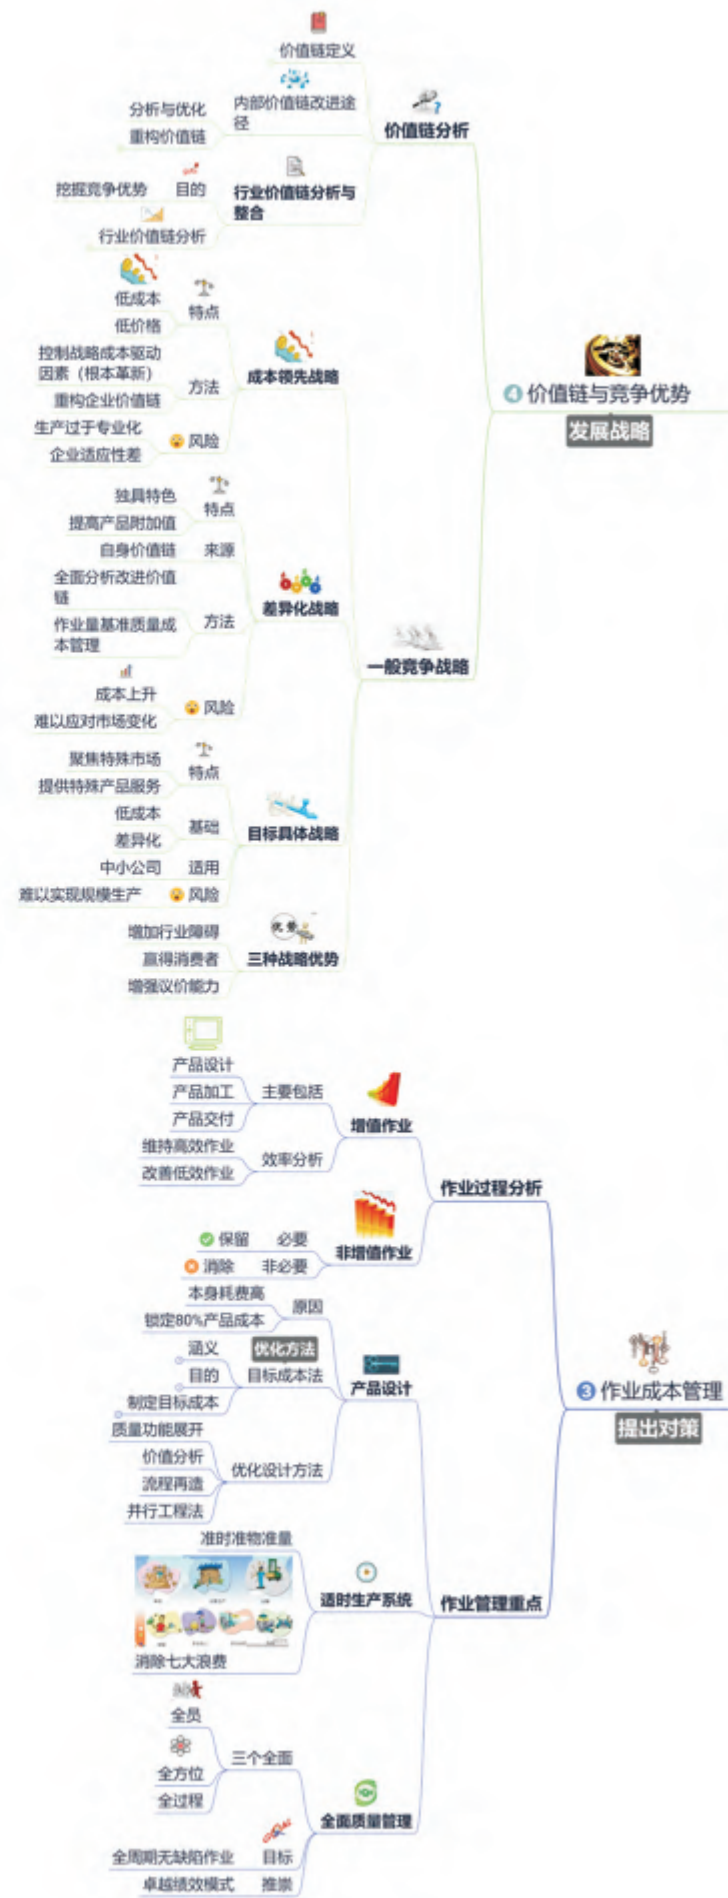 价值链定义
内部价值链改进途
径
分析与优化
重构价值链
价值链分析
挖掘竞争优势
目的
行业价值链分析与
整合
行业价值链分析
低成本
低价格
特点
控制战略成本驱动
因素（根本革新）
重构企业价值链
方法
成本领先战略
生产过于专业化
企业适应性差
风险
④ 价值链与竞争优势
发展战略
独具特色
提高产品附加值
特点
自身价值链
来源
全面分析改进价值
链
作业量基准质量成
本管理
方法
差异化战略
成本上升
难以应对市场变化
风险
一般竞争战略
聚焦特殊市场
提供特殊产品服务
特点
低成本
差异化
基础
目标具体战略
中小公司
适用
难以实现规模生产
风险
优势
增加行业障碍
赢得消费者
增强议价能力
三种战略优势
产品设计
产品加工
产品交付
主要包括
增值作业
维持高效作业
改善低效作业
效率分析
作业过程分析
保留
必要
消除
非必要
非增值作业
本身耗费高
锁定80%产品成本
原因
优化方法
涵义
目的
制定目标成本
目标成本法
产品设计
质量功能展开
价值分析
流程再造
并行工程法
优化设计方法
③ 作业成本管理
提出对策
准时准物准量
消除七大浪费
适时生产系统
作业管理重点
全员
全方位
全过程
三个全面
全面质量管理
GOAL
全周期无缺陷作业
目标
卓越绩效模式
推崇